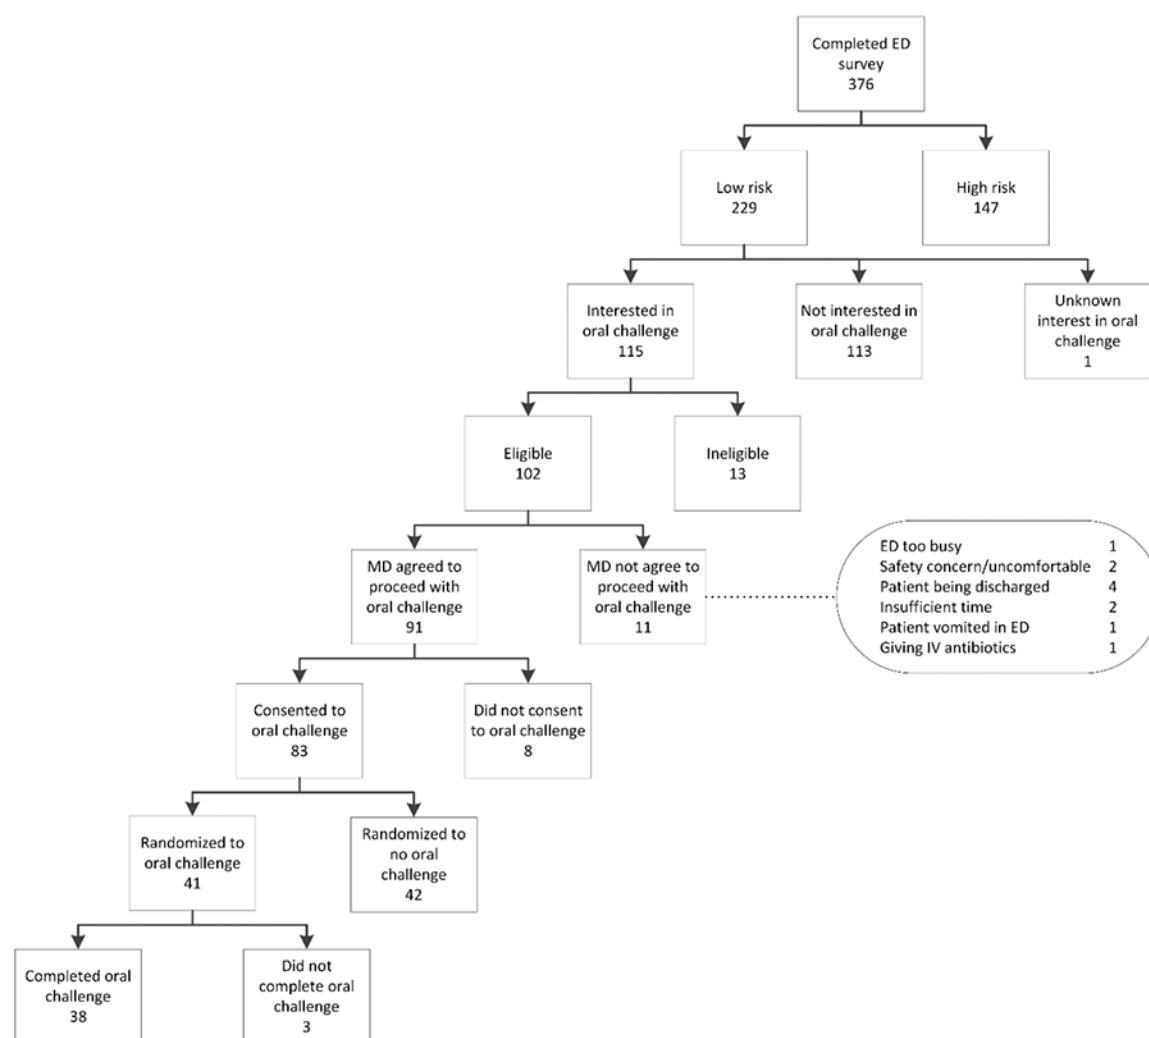 Completed ED
survey
376
Low risk
229
High risk
147
Interested in
oral challenge
115
Not interested in
oral challenge
113
Unknown
interest in oral
challenge
1
Eligible
102
Ineligible
13
MD agreed to
proceed with
oral challenge
91
MD not agree to
proceed with
oral challenge
11
ED too busy 1
Safety concern/uncomfortable 2
Patient being discharged 4
Insufficient time 2
Patient vomited in ED 1
Giving IV antibiotics 1
Consented to
oral challenge
83
Did not consent
to oral challenge
8
Randomized to
oral challenge
41
Randomized to
no oral
challenge
42
Completed oral
challenge
38
Did not
complete oral
challenge
3